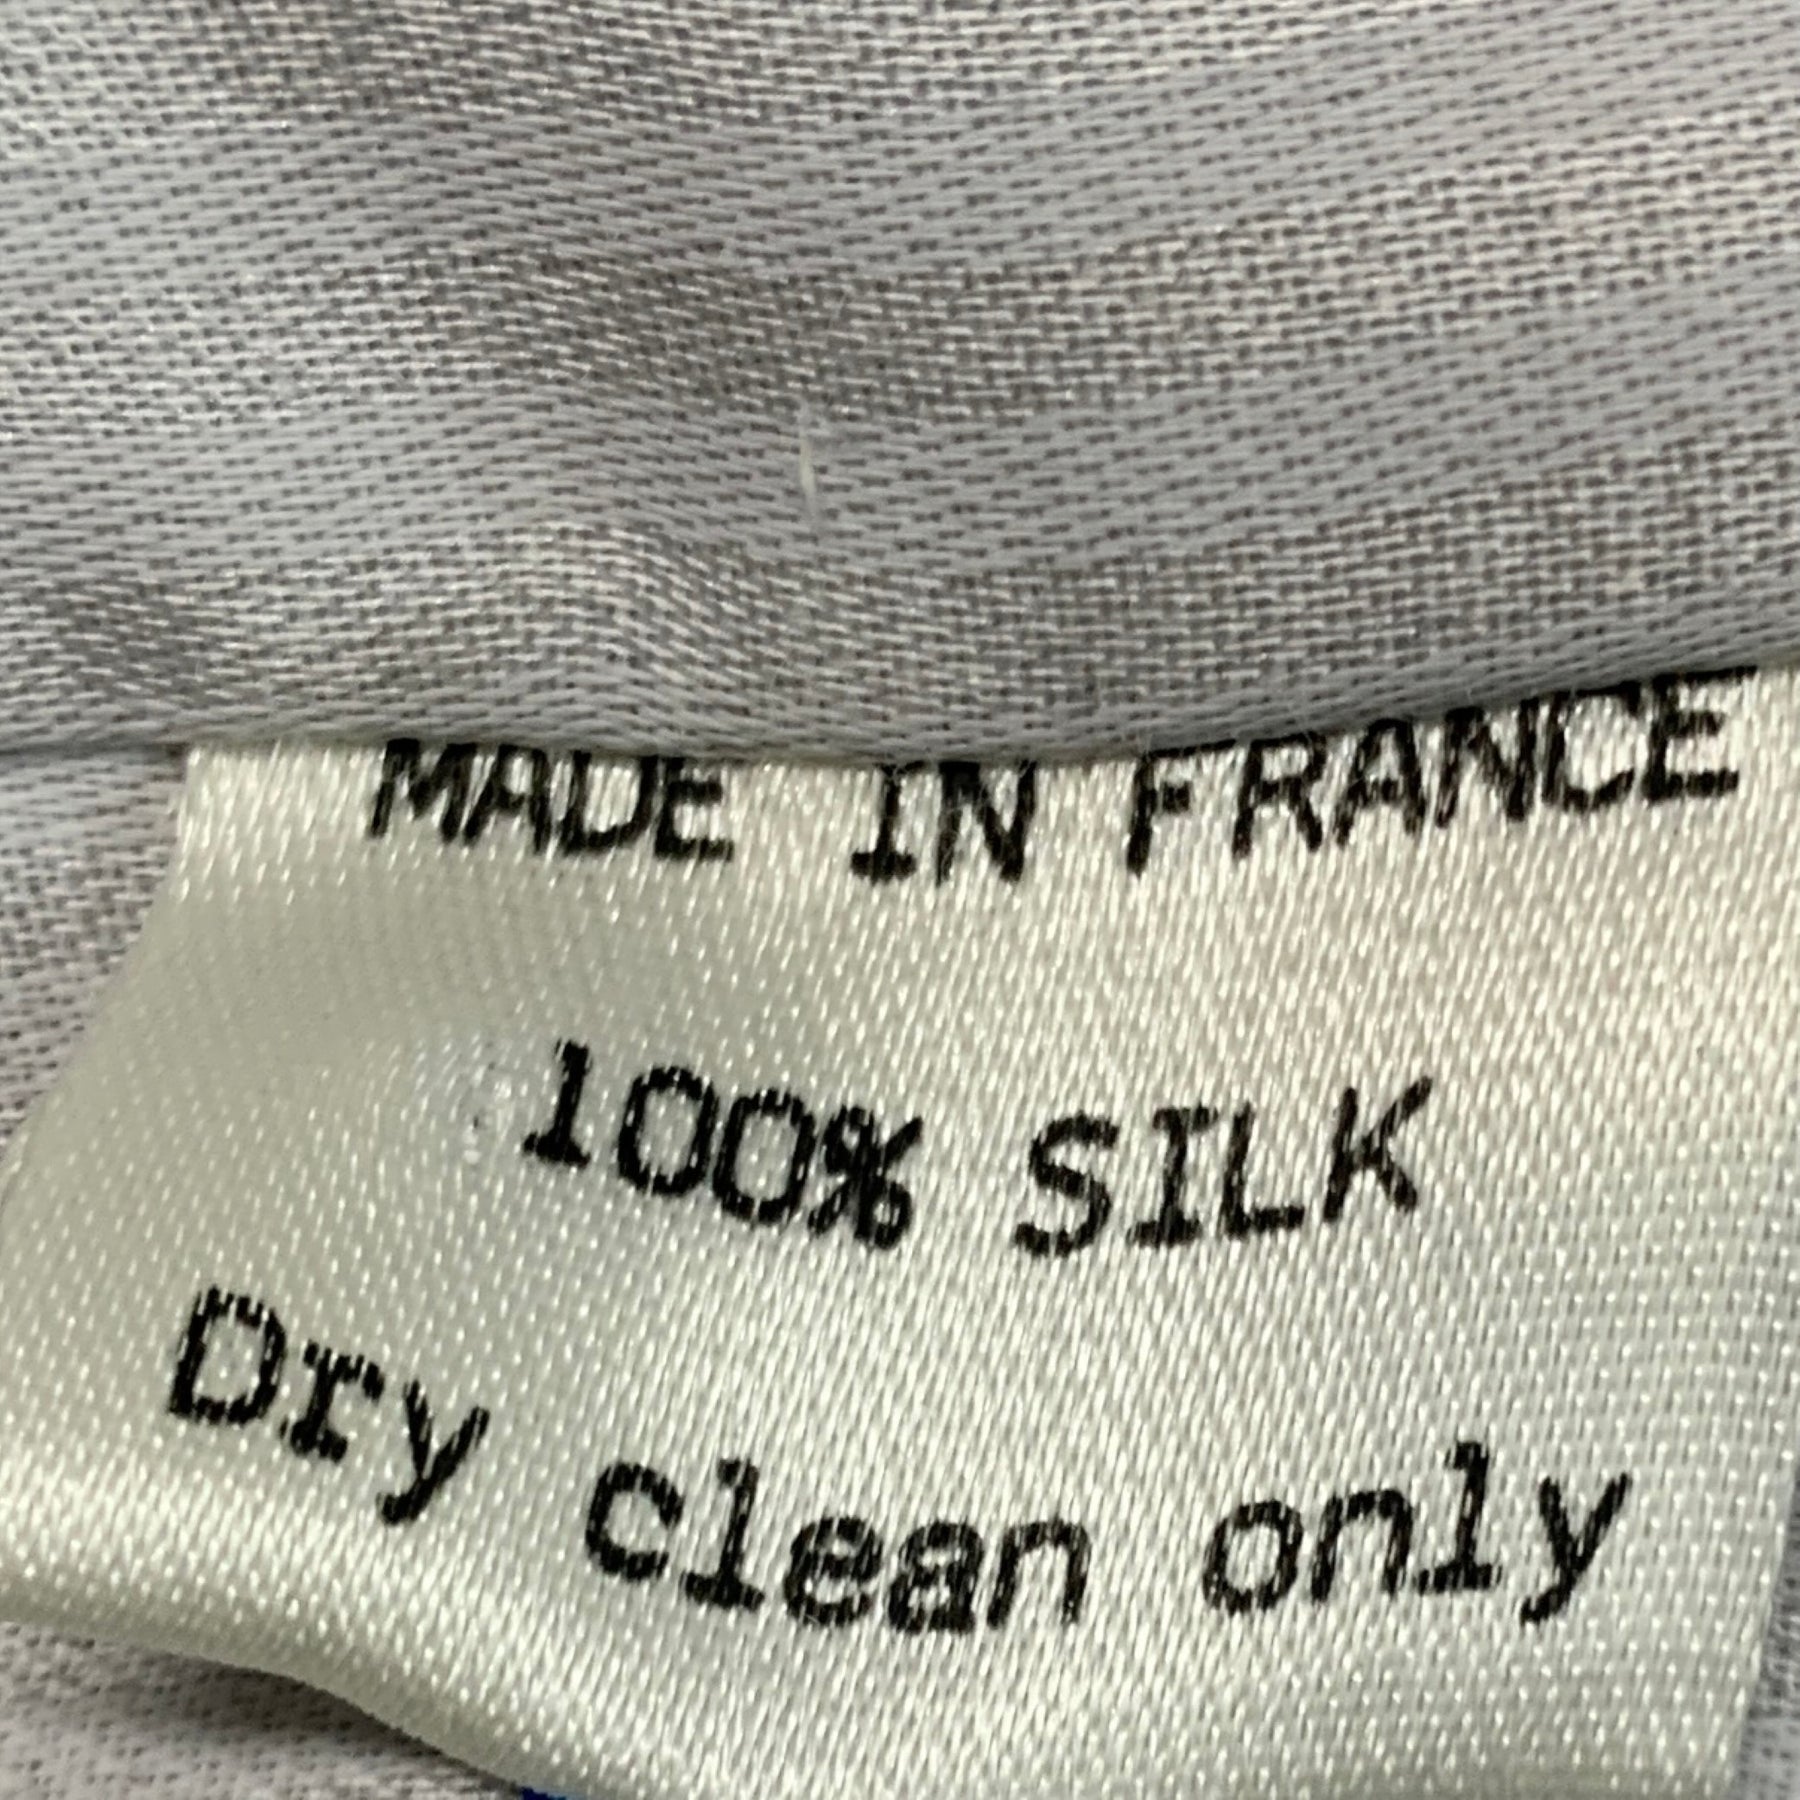 MADE IN FRANCE
100% SILK
Dry clean only